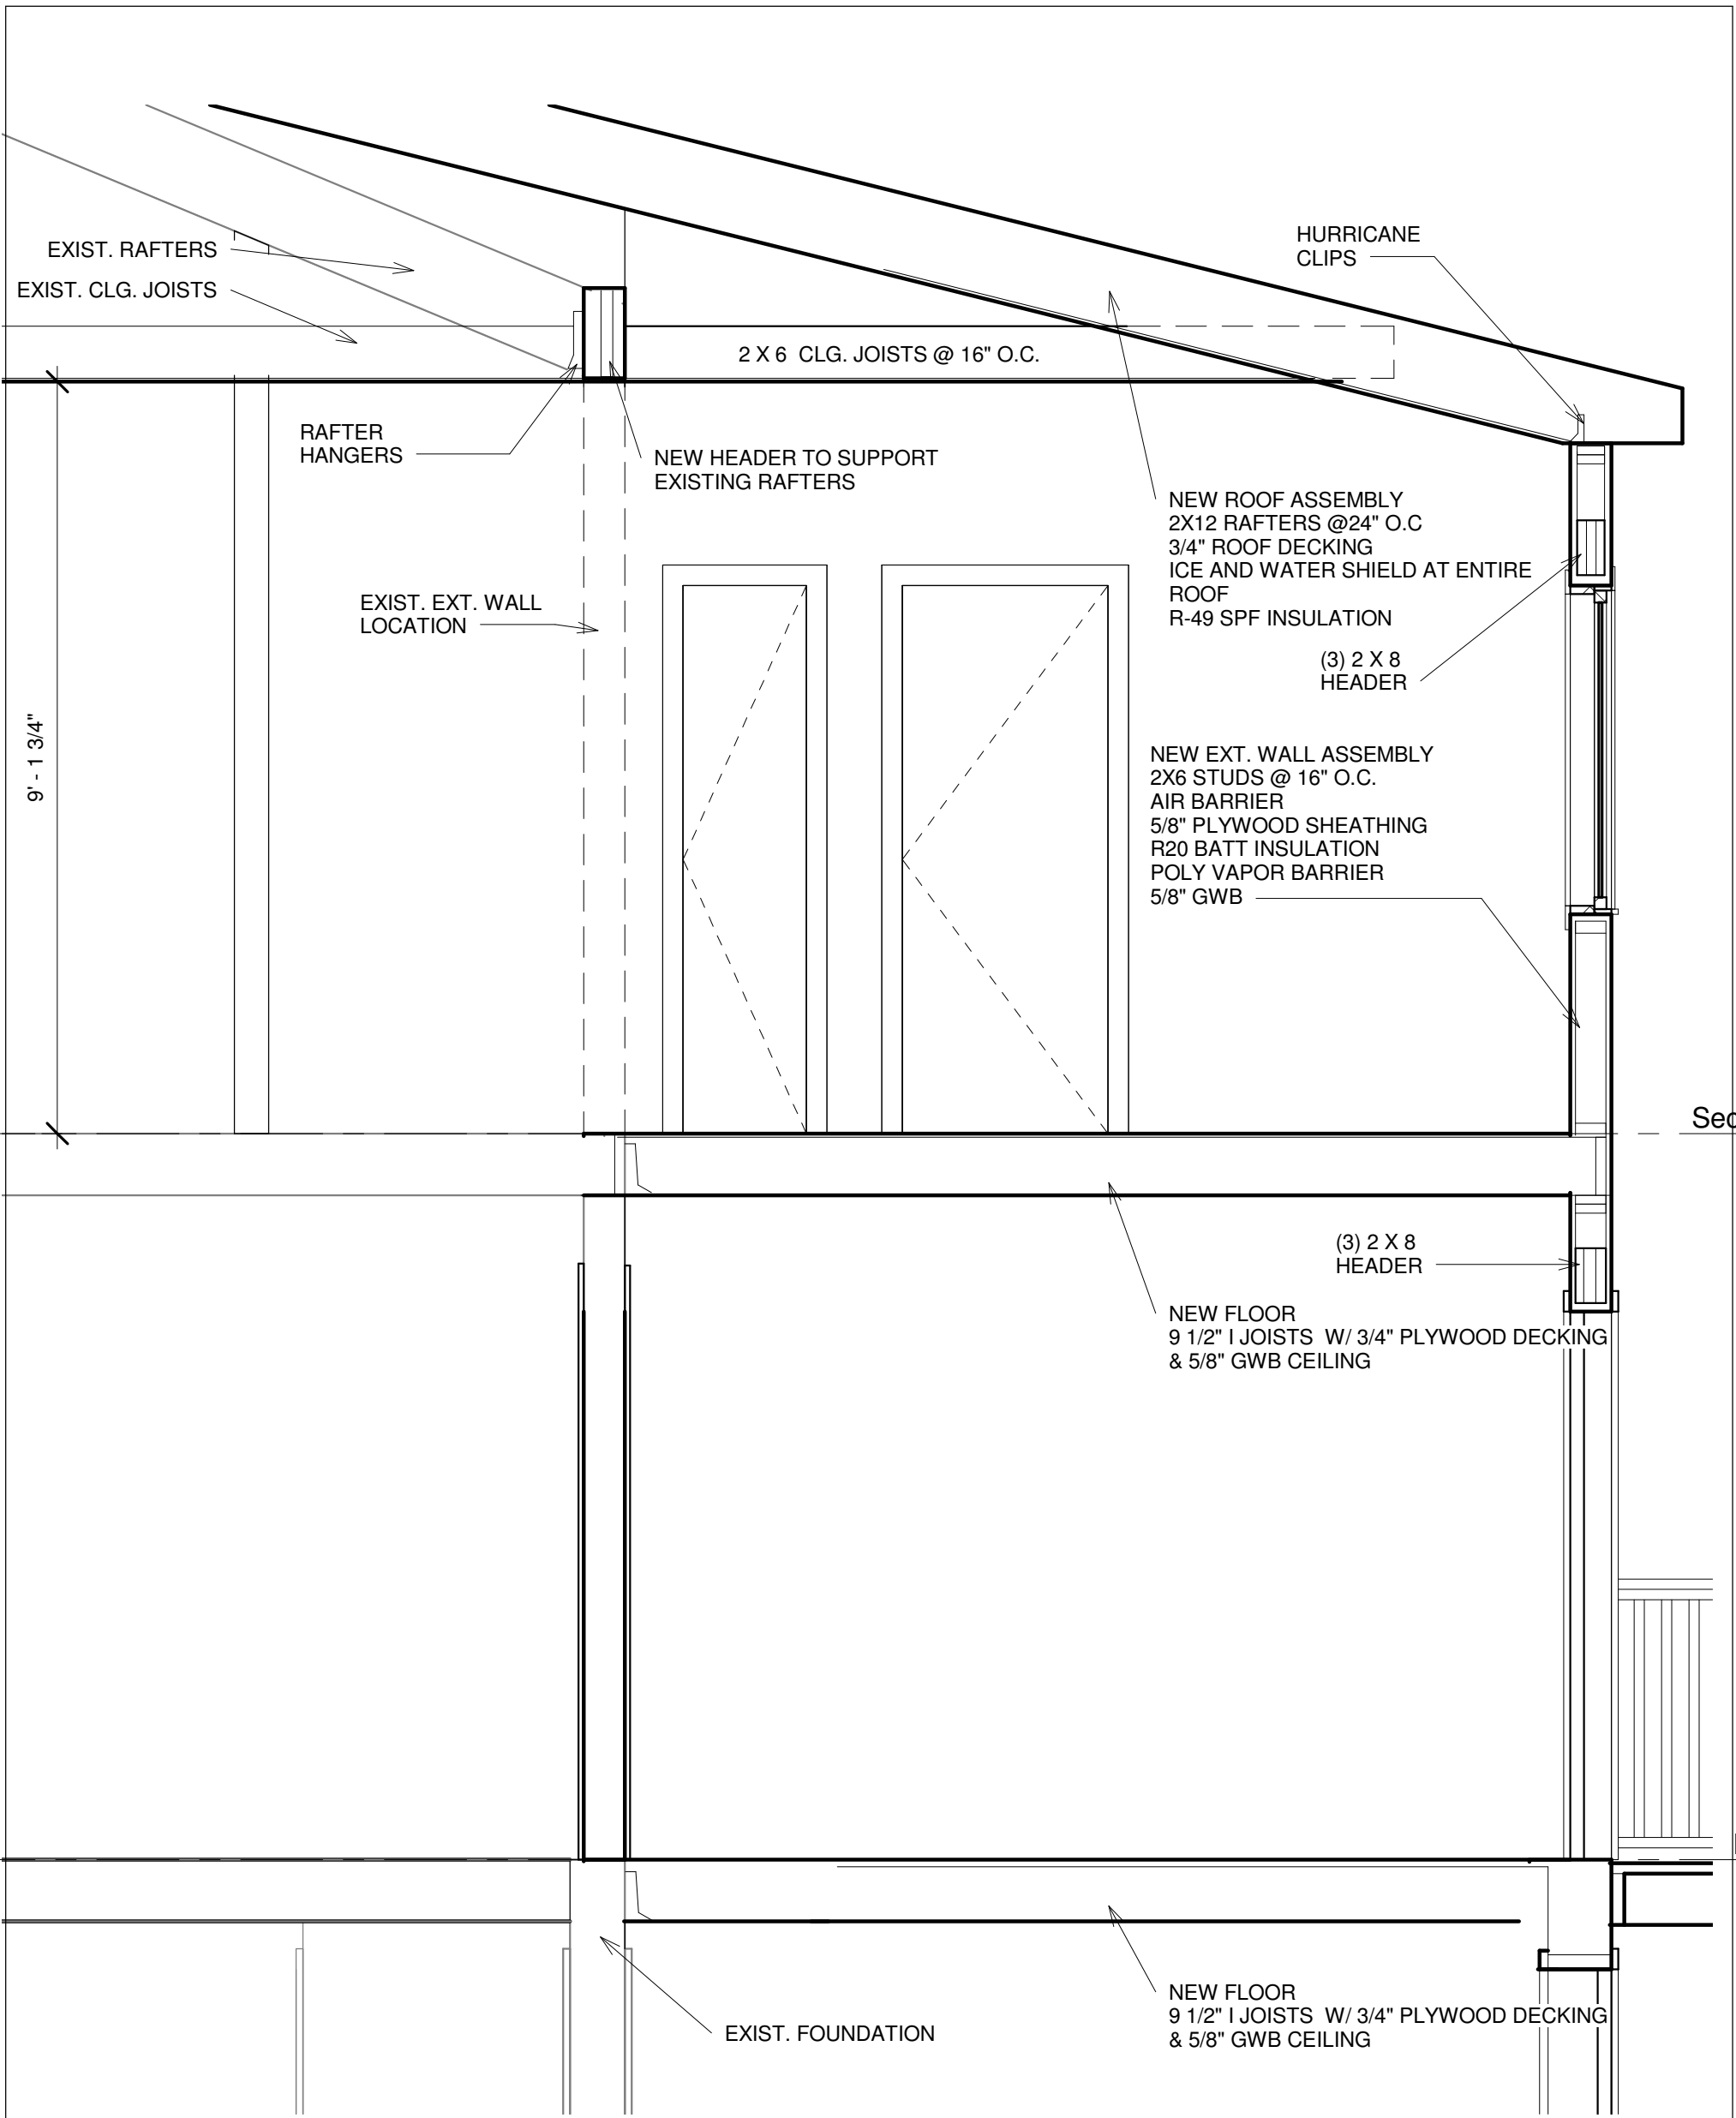 HURRICANE
CLIPS
EXIST. RAFTERS
EXIST. CLG. JOISTS
2 X 6 CLG. JOISTS @ 16" O.C.
RAFTER
HANGERS
NEW HEADER TO SUPPORT
EXISTING RAFTERS
NEW ROOF ASSEMBLY
2X12 RAFTERS @24" O.C
3/4" ROOF DECKING
ICE AND WATER SHIELD AT ENTIRE
ROOF
R-49 SPF INSULATION
EXIST. EXT. WALL
LOCATION
(3) 2 X 8
HEADER
9' - 1 3/4"
NEW EXT. WALL ASSEMBLY
2X6 STUDS @ 16" O.C.
AIR BARRIER
5/8" PLYWOOD SHEATHING
R20 BATT INSULATION
POLY VAPOR BARRIER
5/8" GWB
Sec
(3) 2 X 8
HEADER
NEW FLOOR
9 1/2" I JOISTS W/ 3/4" PLYWOOD DECKING
& 5/8" GWB CEILING
NEW FLOOR
9 1/2" I JOISTS W/ 3/4" PLYWOOD DECKING
& 5/8" GWB CEILING
EXIST. FOUNDATION